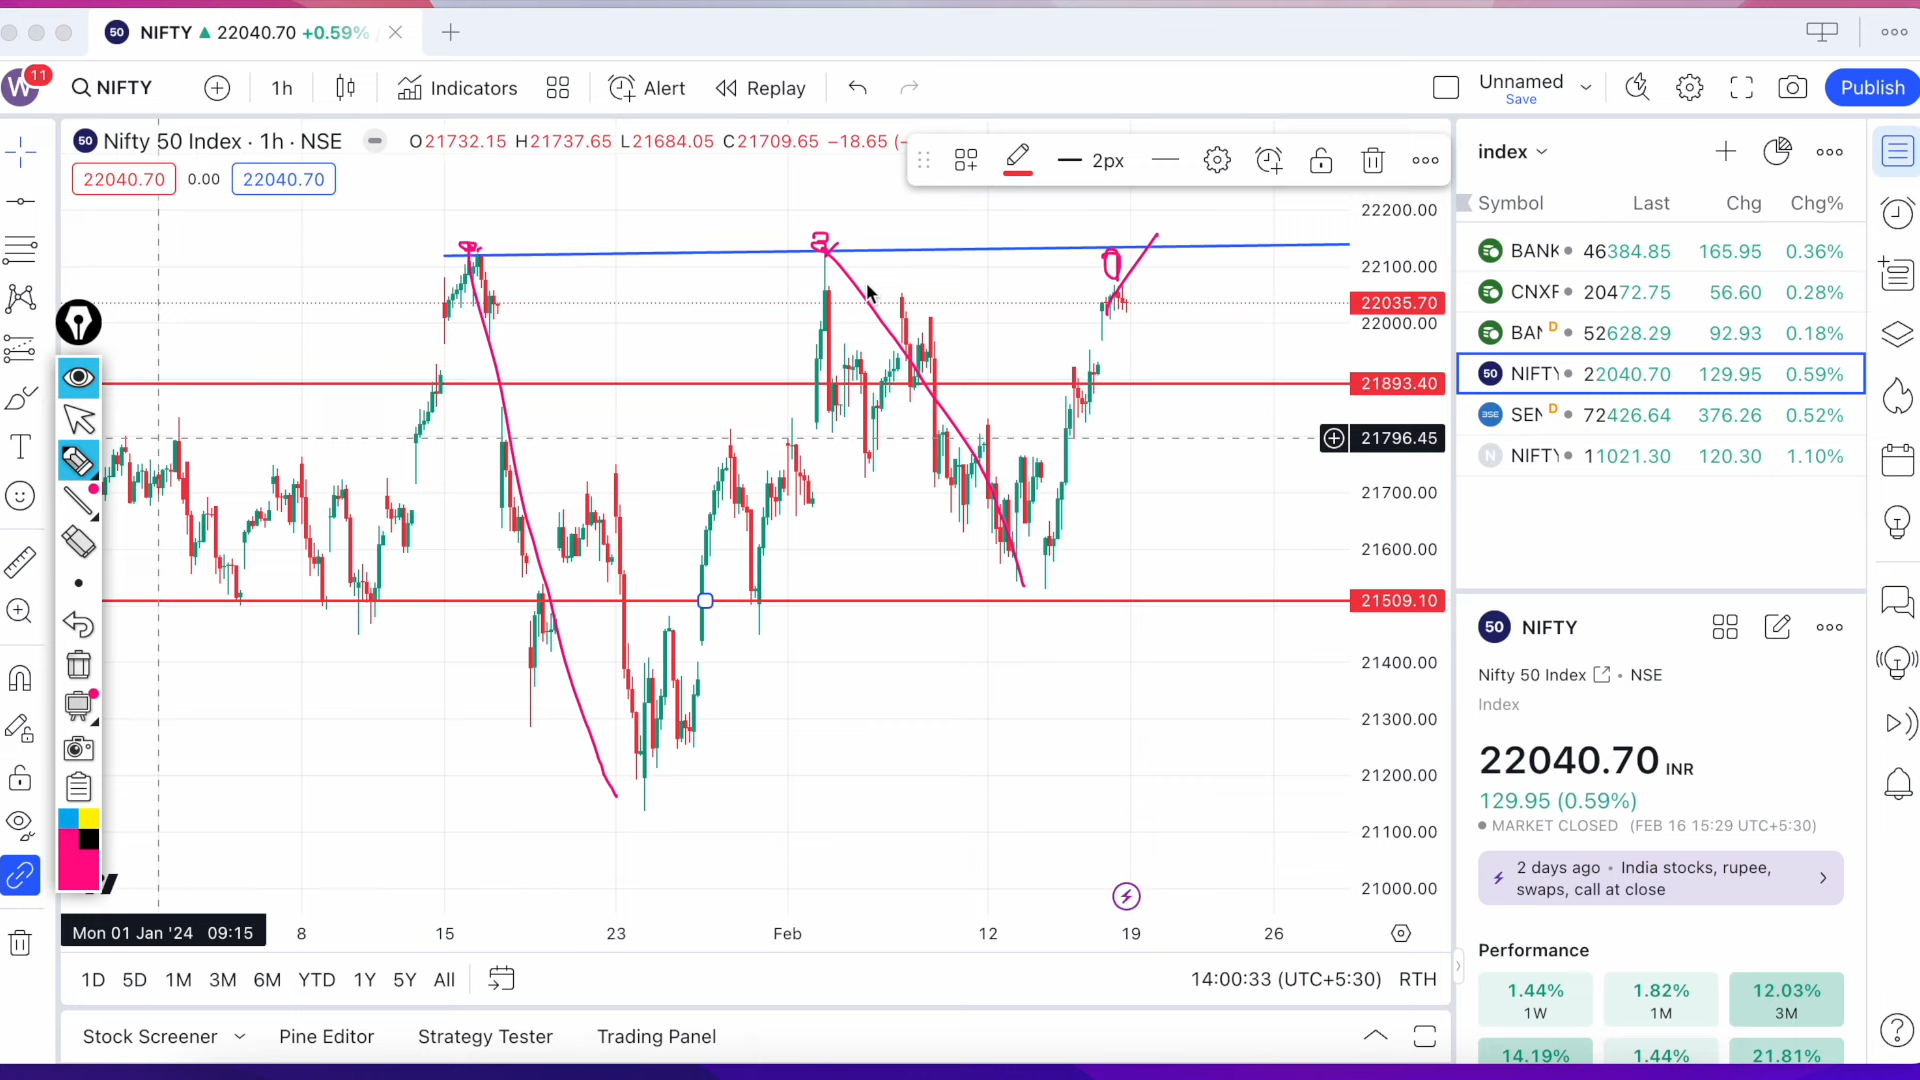 50 NIFTY ▲ 22040.70 +0.59%
W 11 NIFTY 1h Indicators Alert Replay Unnamed Save Publish
50 Nifty 50 Index · 1h · NSE O21732.15 H21737.65 L21684.05 C21709.65 −18.65
22040.70 0.00 22040.70
2px
22200.00
22100.00
22035.70
22000.00
21893.40
21796.45
21700.00
21600.00
21509.10
21400.00
21300.00
21200.00
21100.00
21000.00
Mon 01 Jan '24 09:15 8 15 23 Feb 12 19 26
1D 5D 1M 3M 6M YTD 1Y 5Y All 14:00:33 (UTC+5:30) RTH
Stock Screener Pine Editor Strategy Tester Trading Panel
index
Symbol Last Chg Chg%
BANK 46384.85 165.95 0.36%
CNXF 20472.75 56.60 0.28%
BAN D 52628.29 92.93 0.18%
50 NIFTY 22040.70 129.95 0.59%
BSE SEN D 72426.64 376.26 0.52%
N NIFTY 11021.30 120.30 1.10%
50 NIFTY
Nifty 50 Index • NSE
Index
22040.70 INR
129.95 (0.59%)
MARKET CLOSED (FEB 16 15:29 UTC+5:30)
2 days ago • India stocks, rupee,
swaps, call at close
Performance
1.44% 1.82% 12.03%
1W 1M 3M
14.19% 1.44% 21.81%